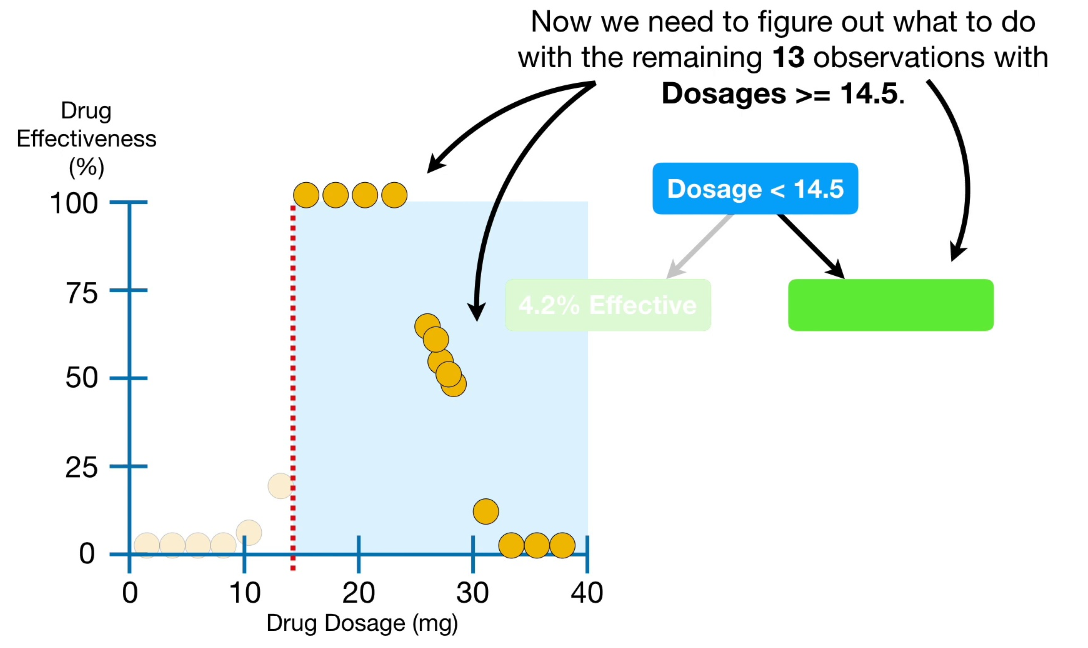 Now we need to figure out what to do
with the remaining 13 observations with
Dosages >= 14.5.
Drug
Effectiveness
(%)
100
75
50
25
0
0 10 20 30 40
Drug Dosage (mg)
Dosage < 14.5
4.2% Effective